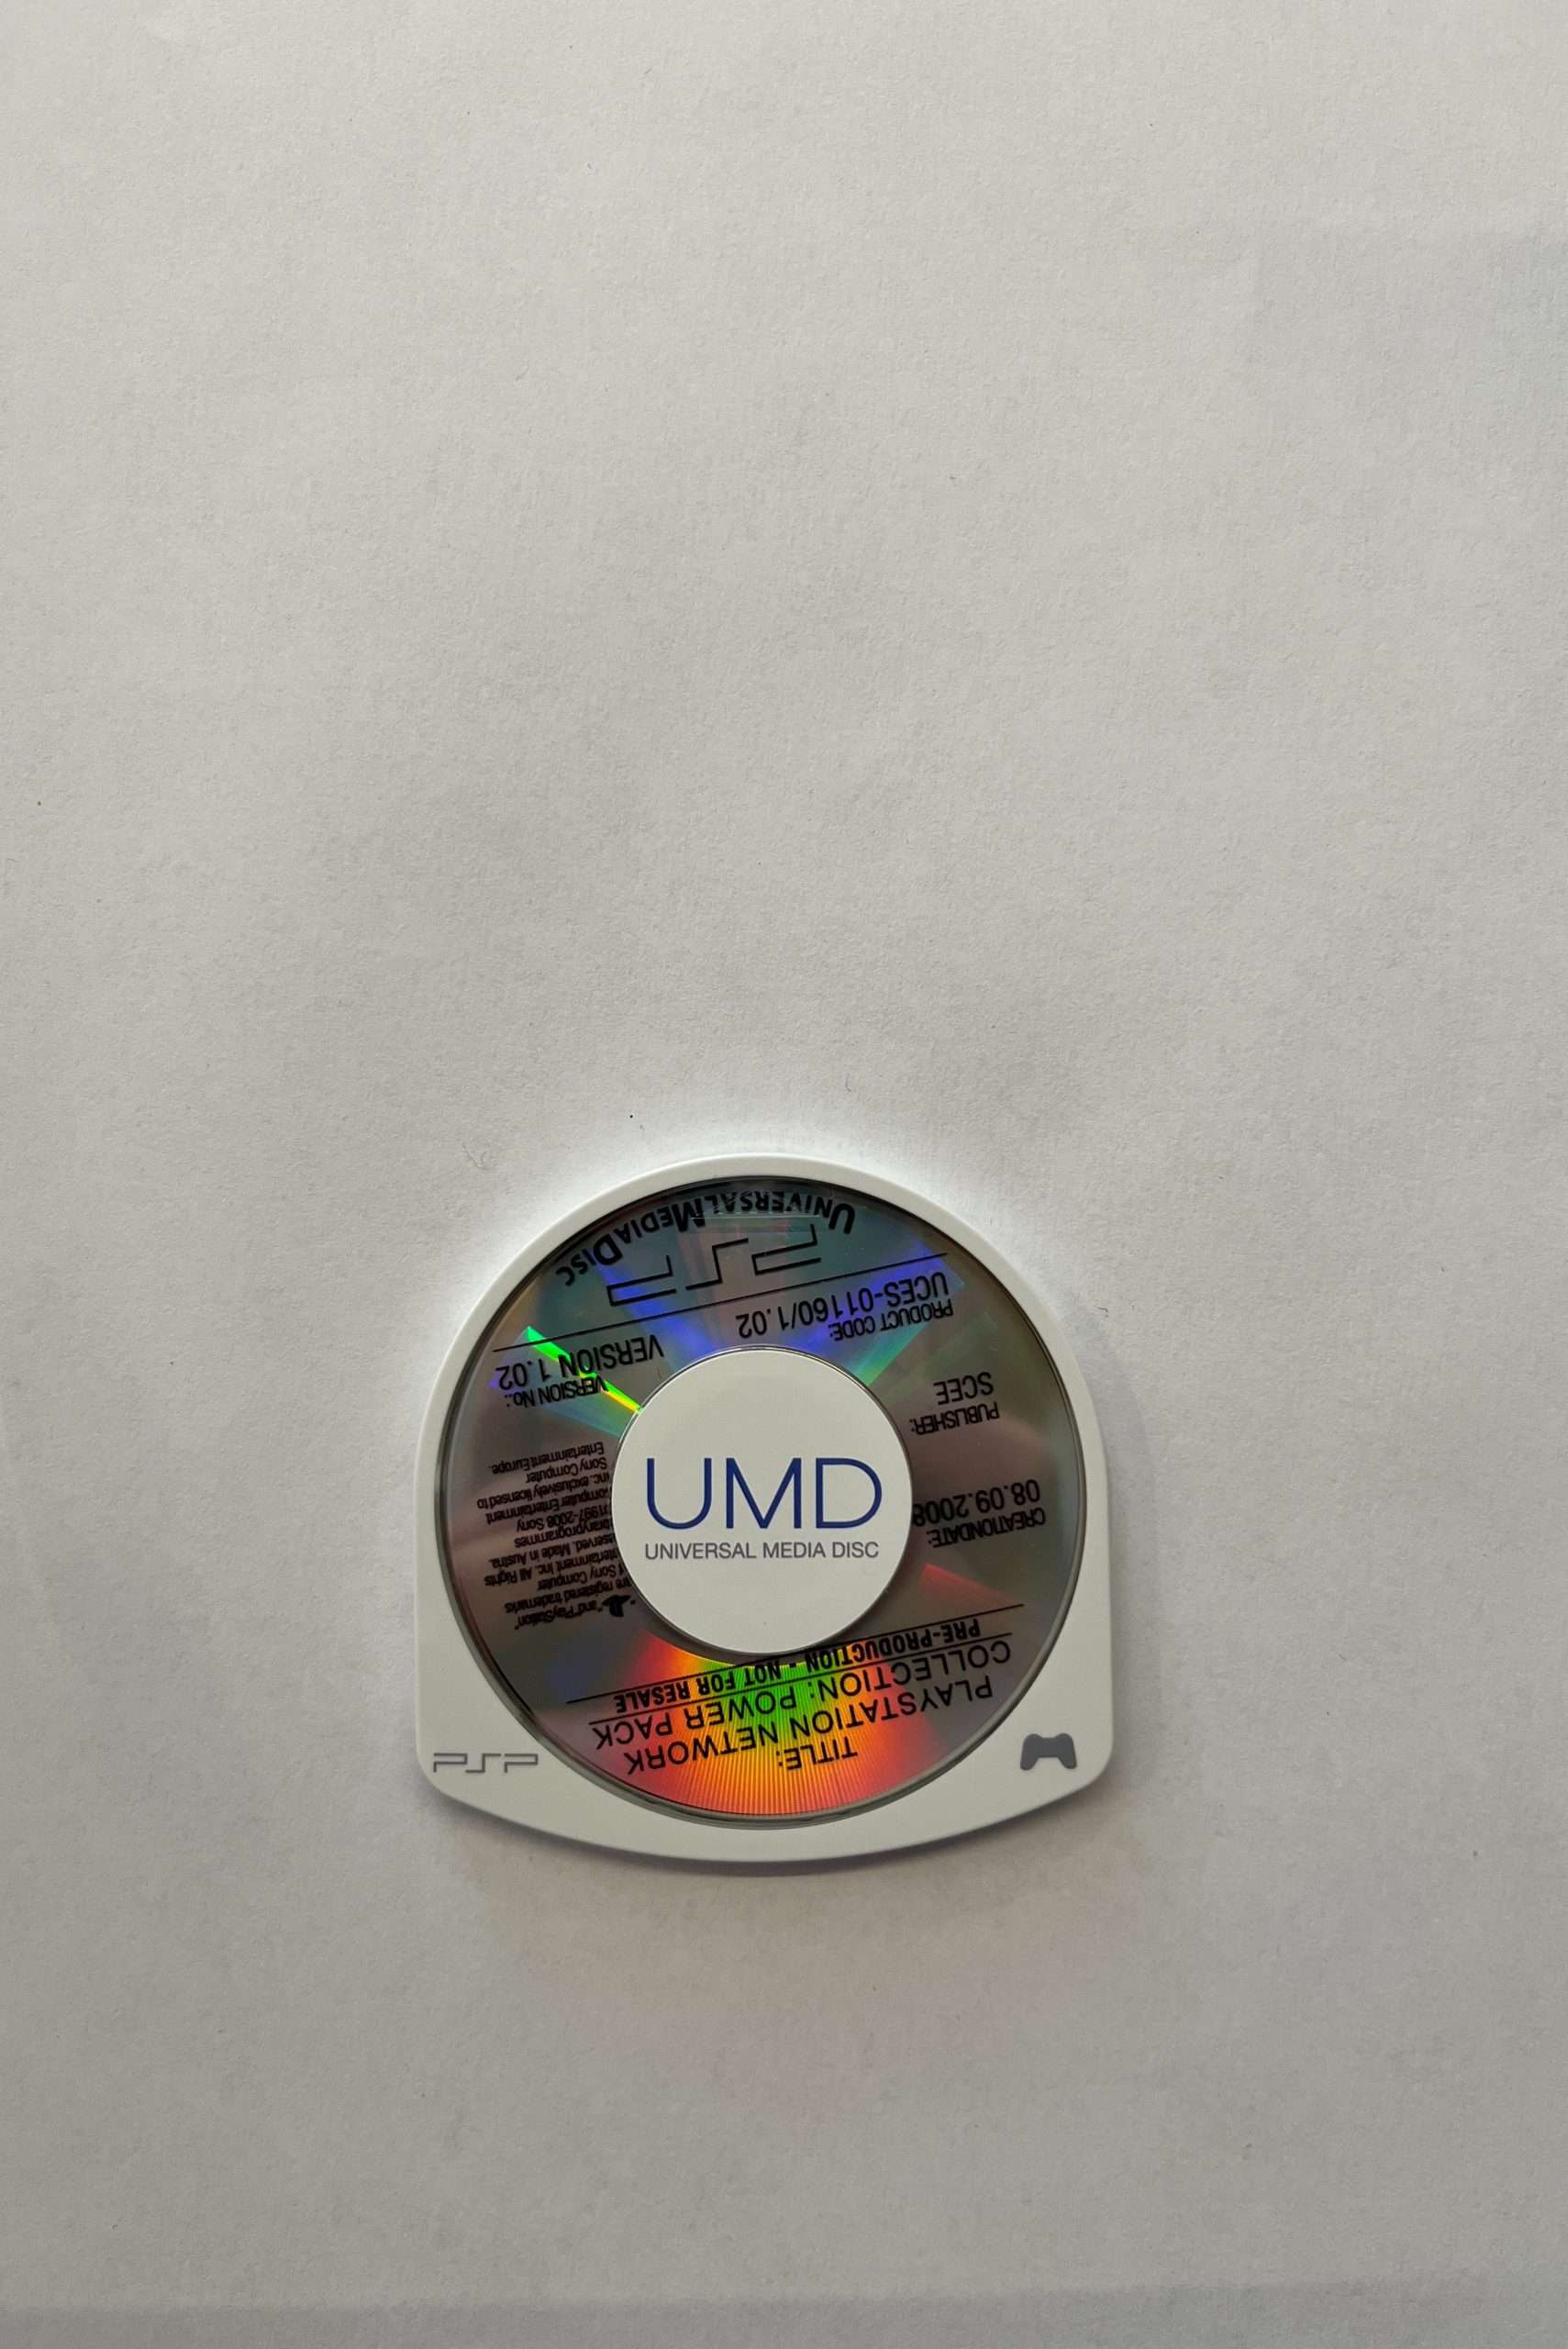 UMD
UNIVERSAL MEDIA DISC
PSP
TITLE:
PLAYSTATION NETWORK
COLLECTION: POWER PACK
PRE-PRODUCTION - NOT FOR RESALE
CREATIONDATE:
08.09.2008
PUBLISHER:
SCEE
PRODUCT CODE:
UCES-01160/1.02
VERSION No.:
VERSION 1.02
" and "PlayStation"
are registered trademarks
Sony Computer
Entertainment Inc. All Rights
Reserved. Made in Austria.
programmes
1997-2008 Sony
Computer Entertainment
Inc. exclusively licensed to
Sony Computer
Entertainment Europe.
PSP
UNIVERSAL MEDIA DISC